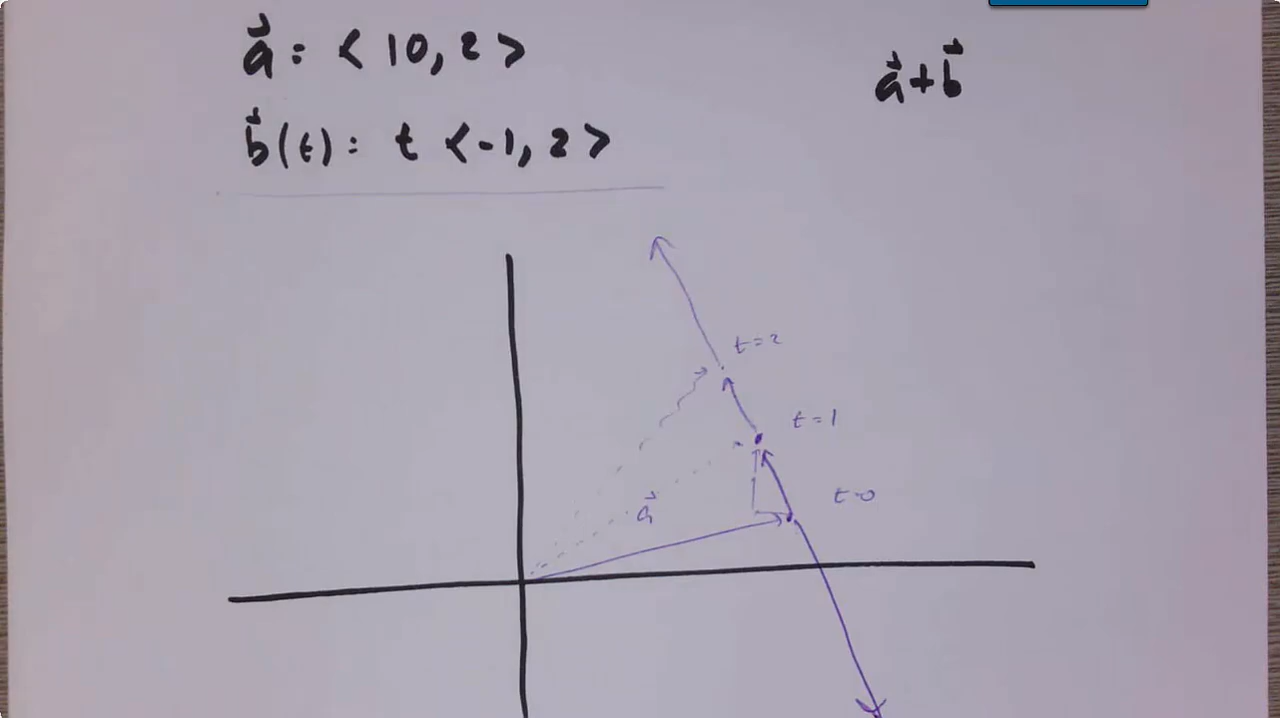 a⃗ = < 10, 2 >
a⃗ + b⃗
b⃗(t) = t < -1, 2 >
t=2
t=1
t=0
a⃗